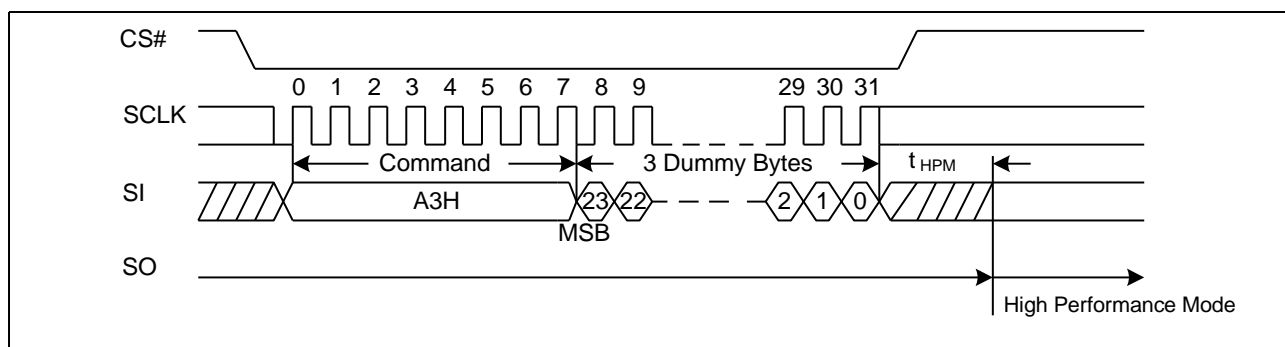 CS#
0 1 2 3 4 5 6 7 8 9 29 30 31
SCLK
Command 3 Dummy Bytes t HPM
SI A3H 23 22 2 1 0
MSB
SO
High Performance Mode